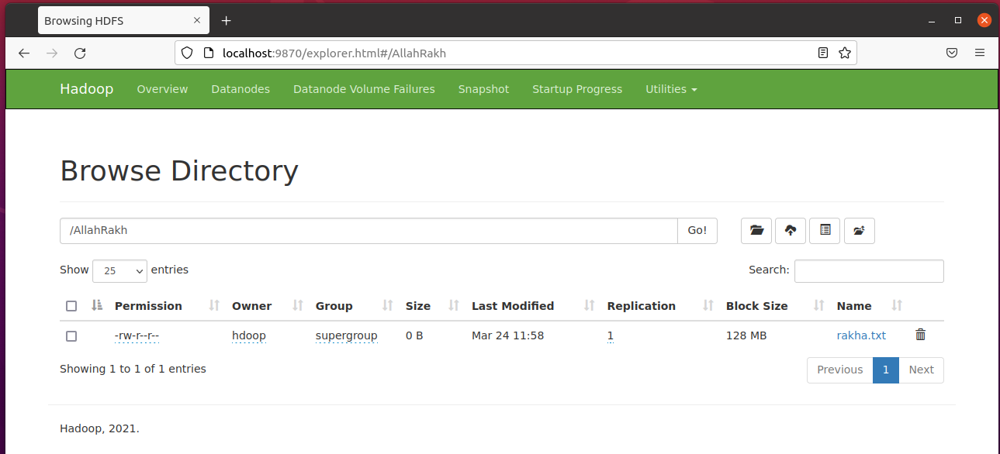 Browsing HDFS
localhost:9870/explorer.html#/AllahRakh
Hadoop Overview Datanodes Datanode Volume Failures Snapshot Startup Progress Utilities
Browse Directory
/AllahRakh Go!
Show 25 entries Search:
Permission Owner Group Size Last Modified Replication Block Size Name
-rw-r--r-- hdoop supergroup 0 B Mar 24 11:58 1 128 MB rakha.txt
Showing 1 to 1 of 1 entries Previous 1 Next
Hadoop, 2021.